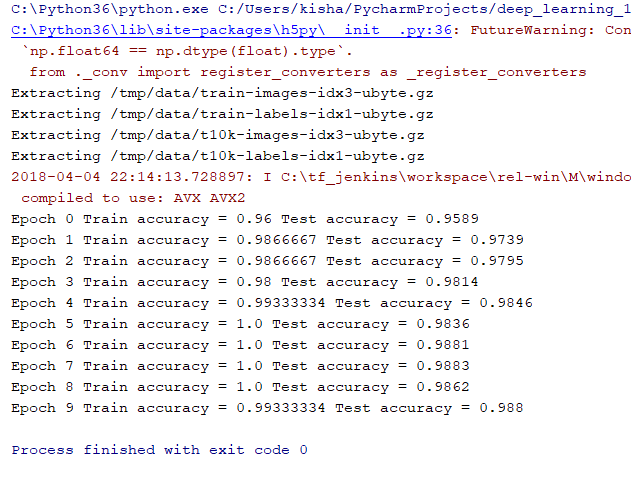 C:\Python36\python.exe C:/Users/kisha/PycharmProjects/deep_learning_1
C:\Python36\lib\site-packages\h5py\__init__.py:36: FutureWarning: Con
`np.float64 == np.dtype(float).type`.
from ._conv import register_converters as _register_converters
Extracting /tmp/data/train-images-idx3-ubyte.gz
Extracting /tmp/data/train-labels-idx1-ubyte.gz
Extracting /tmp/data/t10k-images-idx3-ubyte.gz
Extracting /tmp/data/t10k-labels-idx1-ubyte.gz
2018-04-04 22:14:13.728897: I C:\tf_jenkins\workspace\rel-win\M\windo
compiled to use: AVX AVX2
Epoch 0 Train accuracy = 0.96 Test accuracy = 0.9589
Epoch 1 Train accuracy = 0.9866667 Test accuracy = 0.9739
Epoch 2 Train accuracy = 0.9866667 Test accuracy = 0.9795
Epoch 3 Train accuracy = 0.98 Test accuracy = 0.9814
Epoch 4 Train accuracy = 0.99333334 Test accuracy = 0.9846
Epoch 5 Train accuracy = 1.0 Test accuracy = 0.9836
Epoch 6 Train accuracy = 1.0 Test accuracy = 0.9881
Epoch 7 Train accuracy = 1.0 Test accuracy = 0.9883
Epoch 8 Train accuracy = 1.0 Test accuracy = 0.9862
Epoch 9 Train accuracy = 0.99333334 Test accuracy = 0.988
Process finished with exit code 0